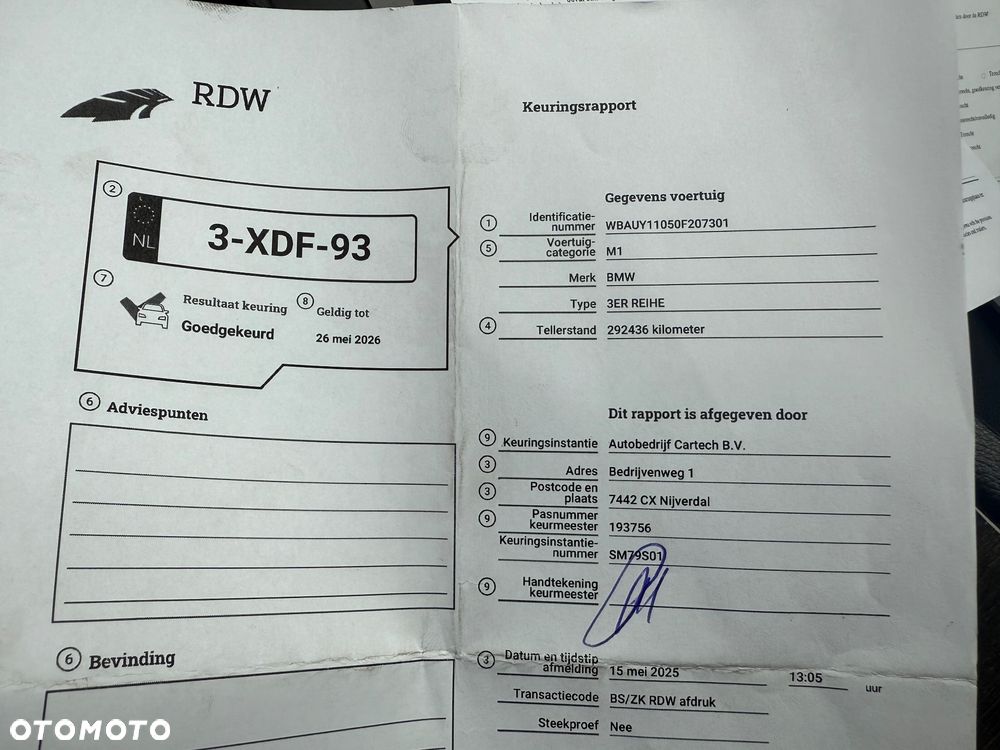 RDW
Keuringsrapport
2
NL
3-XDF-93
7
Resultaat keuring
Goedgekeurd
8
Geldig tot
26 mei 2026
6 Adviespunten
6 Bevinding
Gegevens voertuig
1 Identificatie-
nummer WBAUY11050F207301
5 Voertuig-
categorie M1
Merk BMW
Type 3ER REIHE
4 Tellerstand 292436 kilometer
Dit rapport is afgegeven door
9 Keuringsinstantie Autobedrijf Cartech B.V.
3 Adres Bedrijvenweg 1
3 Postcode en
plaats 7442 CX Nijverdal
9 Pasnummer
keurmeester 193756
Keuringsinstantie-
nummer SM79S01
9 Handtekening
keurmeester
3 Datum en tijdstip
afmelding 15 mei 2025 13:05 uur
Transactiecode BS/ZK RDW afdruk
Steekproef Nee
OTOMOTO